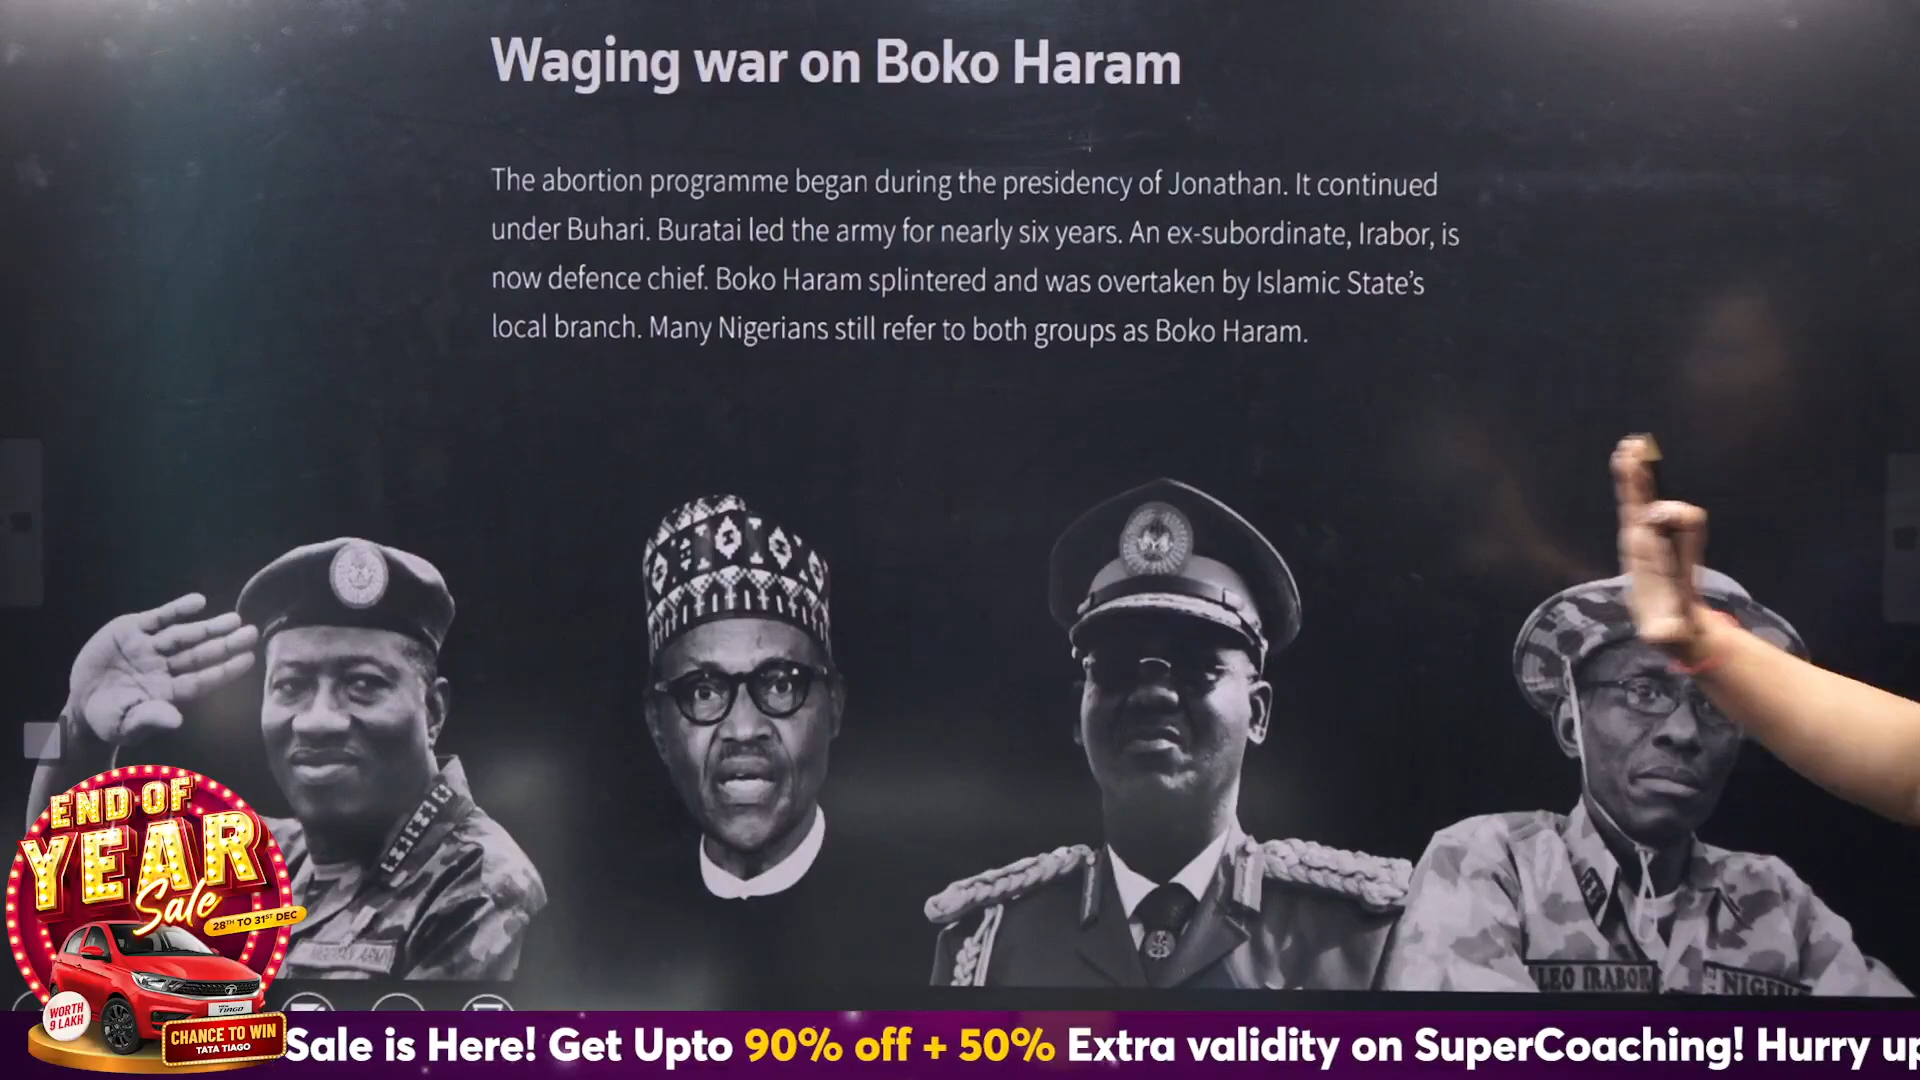 Waging war on Boko Haram
The abortion programme began during the presidency of Jonathan. It continued
under Buhari. Buratai led the army for nearly six years. An ex-subordinate, Irabor, is
now defence chief. Boko Haram splintered and was overtaken by Islamic State's
local branch. Many Nigerians still refer to both groups as Boko Haram.
NIGERIAN ARMY
LEO IRABOR
END OF
YEAR
Sale
28TH TO 31ST DEC
WORTH
9 LAKH
TIAGO
CHANCE TO WIN
TATA TIAGO
Sale is Here! Get Upto 90% off + 50% Extra validity on SuperCoaching! Hurry up